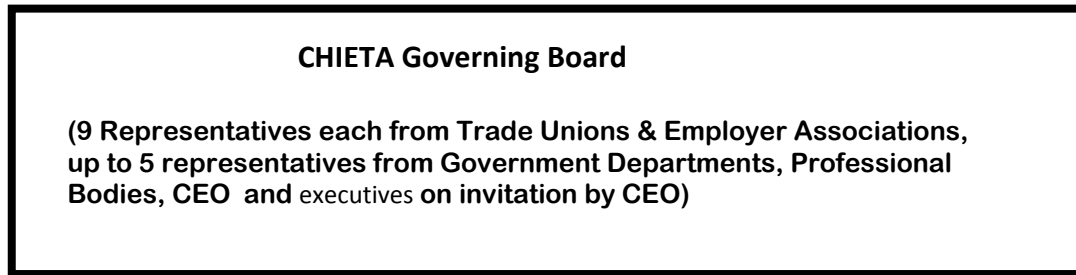 CHIETA Governing Board
(9 Representatives each from Trade Unions & Employer Associations,
up to 5 representatives from Government Departments, Professional
Bodies, CEO  and executives on invitation by CEO)